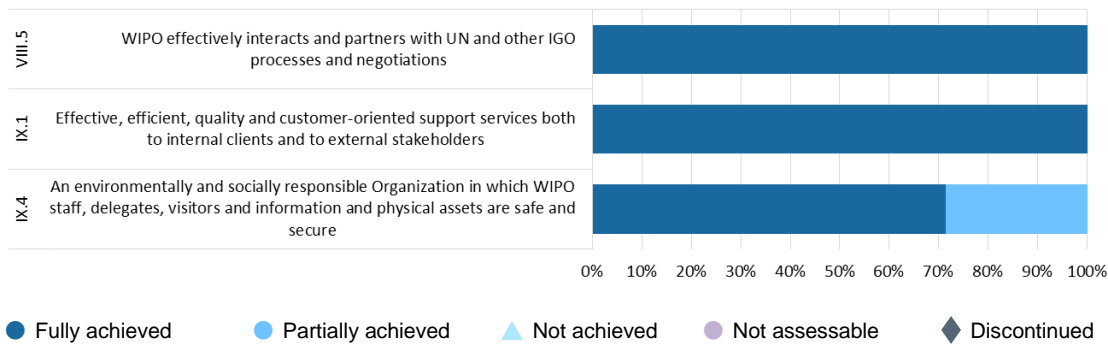 VIII.5
WIPO effectively interacts and partners with UN and other IGO
processes and negotiations
IX.1
Effective, efficient, quality and customer-oriented support services both
to internal clients and to external stakeholders
IX.4
An environmentally and socially responsible Organization in which WIPO
staff, delegates, visitors and information and physical assets are safe and
secure
0% 10% 20% 30% 40% 50% 60% 70% 80% 90% 100%
Fully achieved Partially achieved Not achieved Not assessable Discontinued